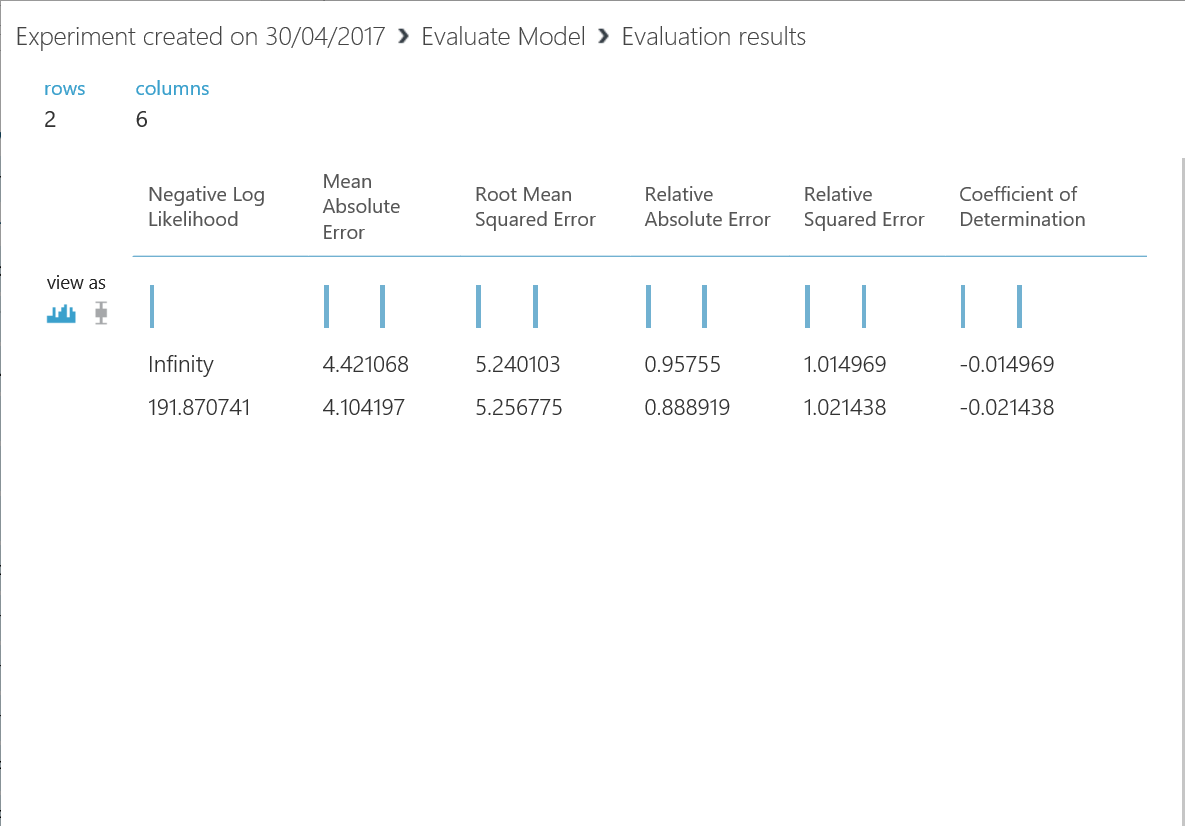 Experiment created on 30/04/2017 › Evaluate Model › Evaluation results
rows columns
2 6
Negative Log Likelihood
Mean Absolute Error
Root Mean Squared Error
Relative Absolute Error
Relative Squared Error
Coefficient of Determination
view as
Infinity 4.421068 5.240103 0.95755 1.014969 -0.014969
191.870741 4.104197 5.256775 0.888919 1.021438 -0.021438